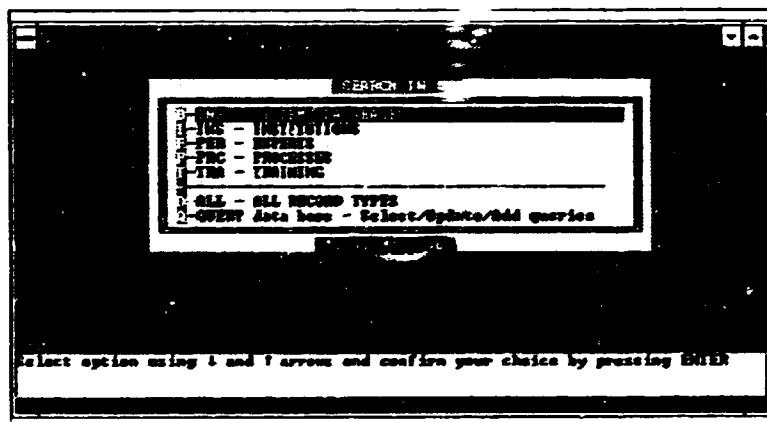 SEARCH IN
INS - INSTITUTIONS
PER - EXPERTS
PRC - PROCESSES
TRA - TRAINING
ALL - ALL RECORD TYPES
QUERY data base - Select/Update/Add queries
Select option using ↓ and ↑ arrows and confirm your choice by pressing ENTER